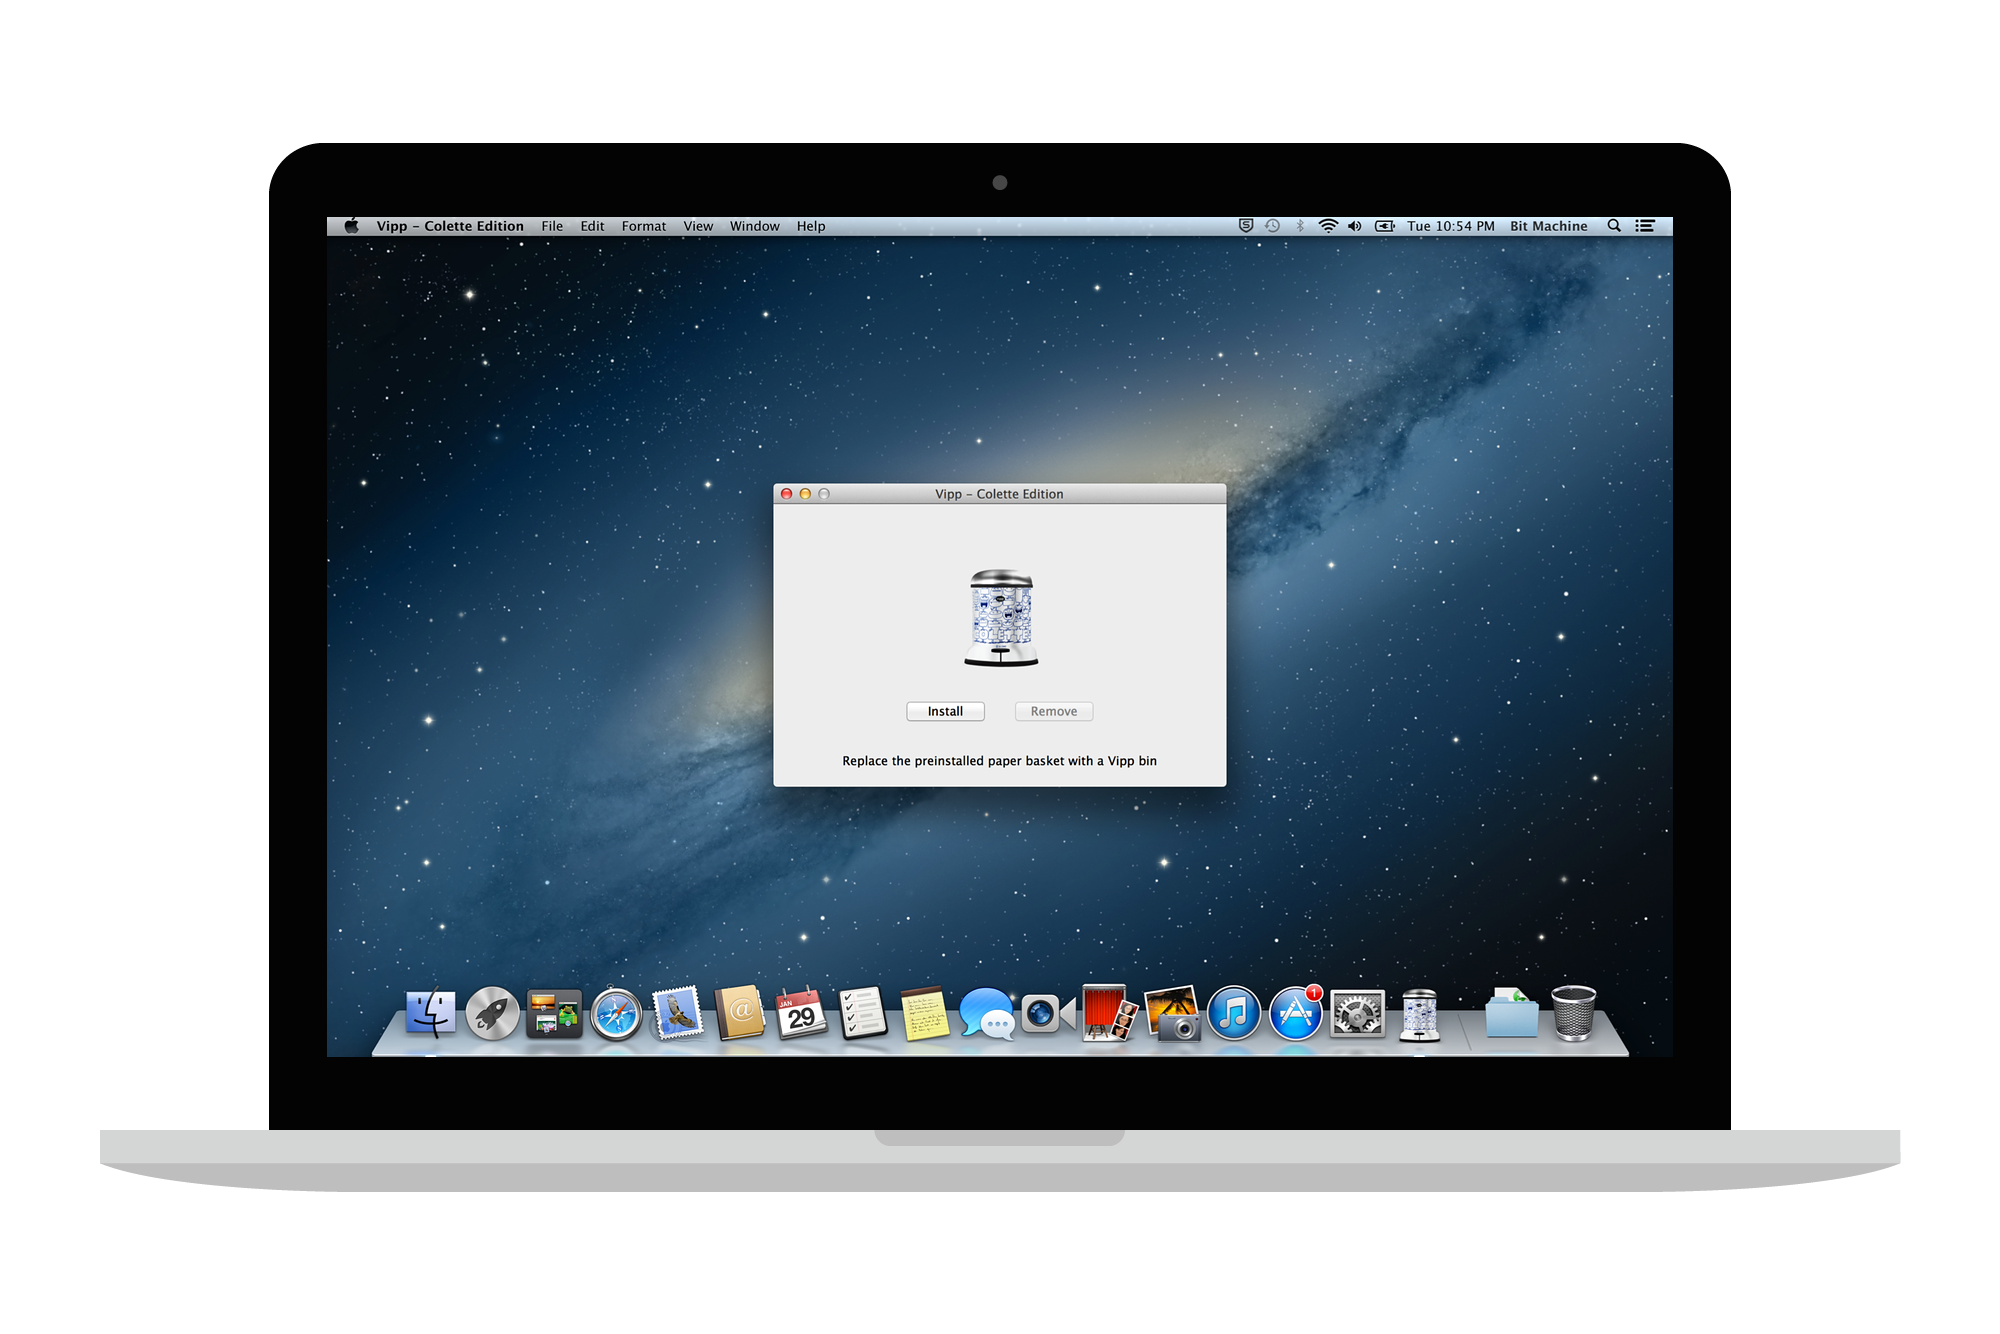 Vipp – Colette Edition File Edit Format View Window Help Tue 10:54 PM Bit Machine
Vipp – Colette Edition
Install Remove
Replace the preinstalled paper basket with a Vipp bin
JAN
29
1